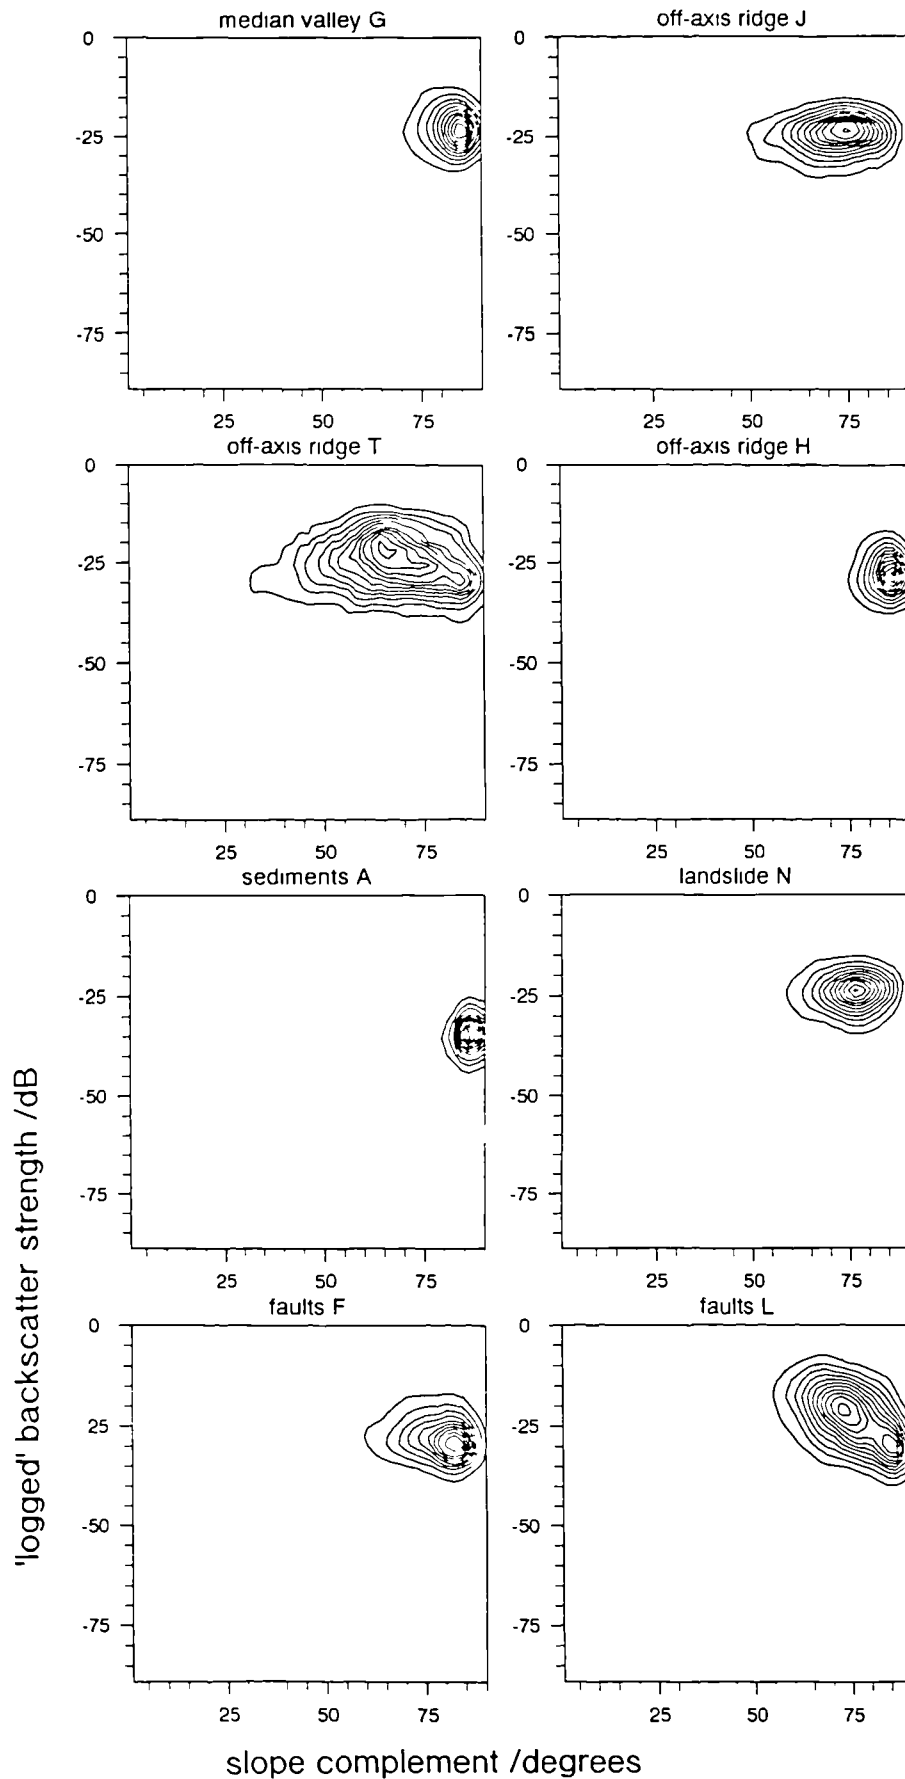 median valley G
off-axis ridge J
0
-25
-50
-75
25 50 75
0
-25
-50
-75
25 50 75
off-axis ridge T
off-axis ridge H
0
-25
-50
-75
25 50 75
0
-25
-50
-75
25 50 75
sediments A
landslide N
0
-25
-50
-75
25 50 75
0
-25
-50
-75
25 50 75
faults F
faults L
0
25
-50
-75
25 50 75
0
-25
-50
-75
25 50 75
'logged' backscatter strength /dB
slope complement /degrees